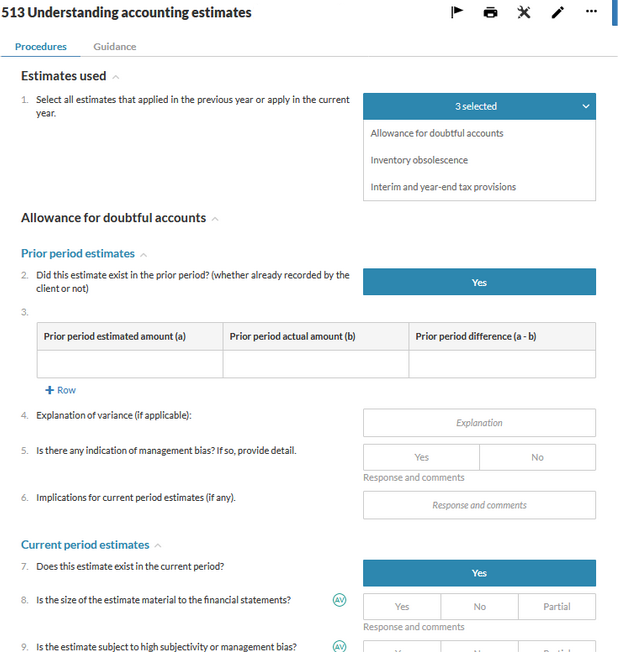 513 Understanding accounting estimates
Procedures Guidance
Estimates used
1. Select all estimates that applied in the previous year or apply in the current
year.
3 selected
Allowance for doubtful accounts
Inventory obsolescence
Interim and year-end tax provisions
Allowance for doubtful accounts
Prior period estimates
2. Did this estimate exist in the prior period? (whether already recorded by the
client or not)
Yes
3.
Prior period estimated amount (a) Prior period actual amount (b) Prior period difference (a - b)
+ Row
4. Explanation of variance (if applicable):
Explanation
5. Is there any indication of management bias? If so, provide detail.
Yes No
Response and comments
6. Implications for current period estimates (if any).
Response and comments
Current period estimates
7. Does this estimate exist in the current period?
Yes
8. Is the size of the estimate material to the financial statements?
AV
Yes No Partial
Response and comments
9. Is the estimate subject to high subjectivity or management bias?
AV